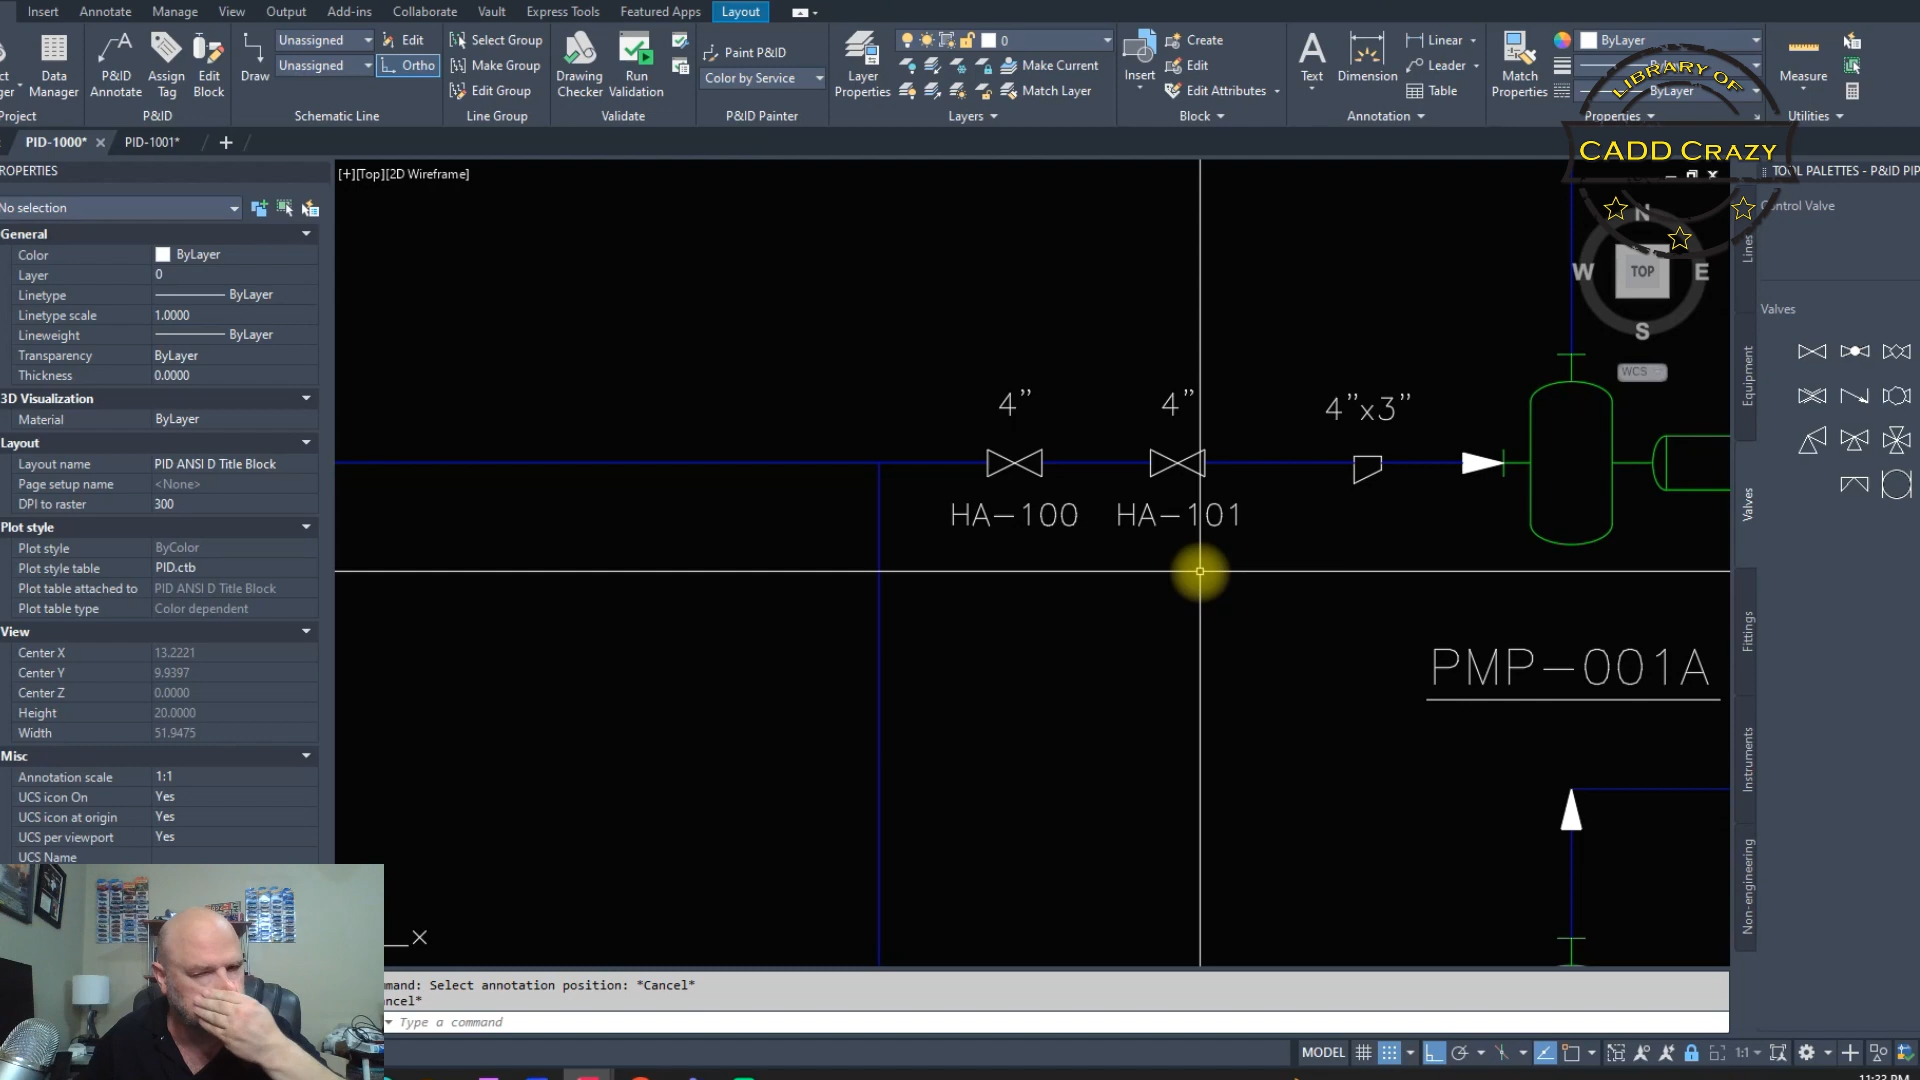 Insert Annotate Manage View Output Add-ins Collaborate Vault Express Tools Featured Apps Layout
Unassigned Edit Select Group
Paint P&ID
0 Create Linear ByLayer
Unassigned Ortho Make Group
Make Current Edit Leader
Data Manager P&ID Annotate Assign Tag Edit Block Draw Drawing Checker Run Validation Color by Service Layer Properties Insert Text Dimension Match Properties Measure
Edit Group Match Layer Edit Attributes Table ByLayer
Project P&ID Schematic Line Line Group Validate P&ID Painter Layers Block Annotation Properties Utilities
LIBRARY OF
CADD Crazy
PID-1000* PID-1001*
ROPERTIES
[+][Top][2D Wireframe]
TOOL PALETTES - P&ID PIP
No selection
General
Color ByLayer
Layer 0
Linetype ByLayer
Linetype scale 1.0000
Lineweight ByLayer
Transparency ByLayer
Thickness 0.0000
3D Visualization
Material ByLayer
Layout
Layout name PID ANSI D Title Block
Page setup name <None>
DPI to raster 300
Plot style
Plot style ByColor
Plot style table PID.ctb
Plot table attached to PID ANSI D Title Block
Plot table type Color dependent
View
Center X 13.2221
Center Y 9.9397
Center Z 0.0000
Height 20.0000
Width 51.9475
Misc
Annotation scale 1:1
UCS icon On Yes
UCS icon at origin Yes
UCS per viewport Yes
UCS Name
4” 4” 4”x3”
HA-100 HA-101
PMP-001A
N
W TOP E
S
WCS
Control Valve
Valves
Lines
Equipment
Valves
Fittings
Instruments
Non-engineering
X
mmand: Select annotation position: *Cancel*
ncel*
Type a command
MODEL 1:1
11:33 PM